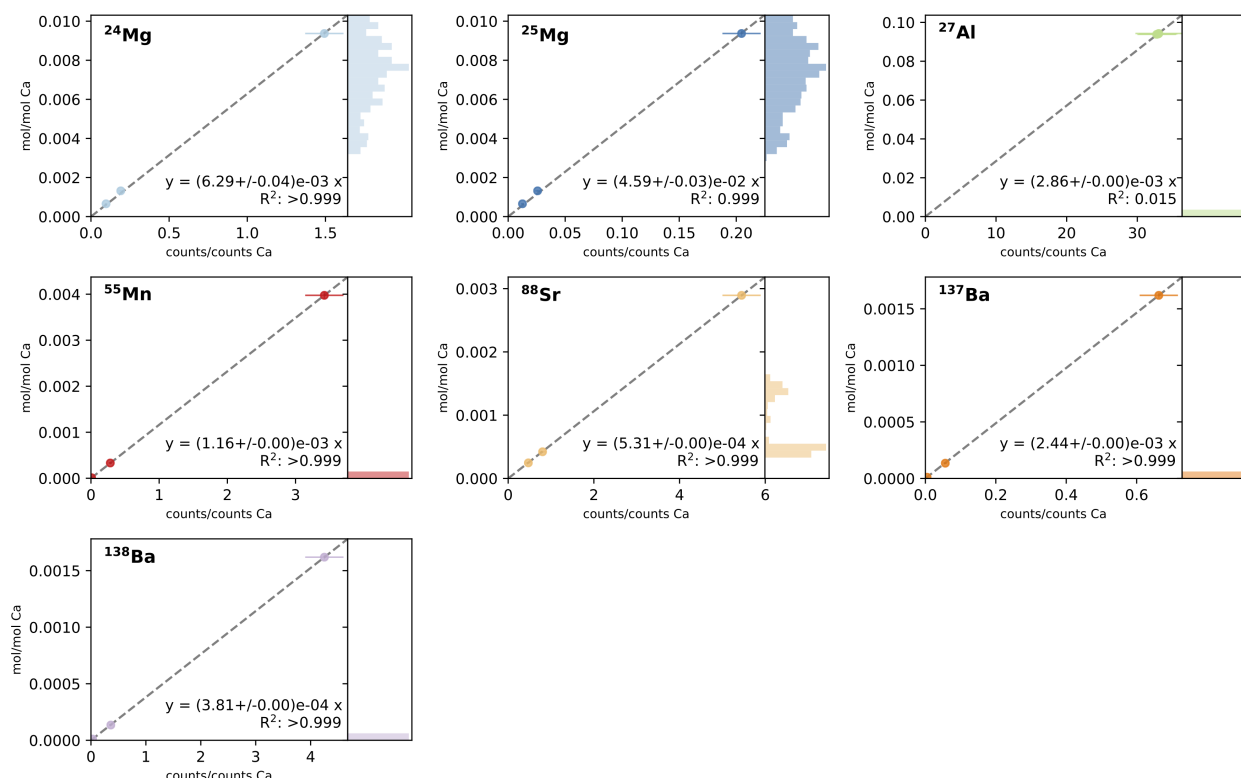 0.010
0.008
0.006
0.004
0.002
0.000
mol/mol Ca
24Mg
y = (6.29+/-0.04)e-03 x
R2: >0.999
0.0 0.5 1.0 1.5
counts/counts Ca
0.010
0.008
0.006
0.004
0.002
0.000
mol/mol Ca
25Mg
y = (4.59+/-0.03)e-02 x
R2: 0.999
0.00 0.05 0.10 0.15 0.20
counts/counts Ca
0.10
0.08
0.06
0.04
0.02
0.00
mol/mol Ca
27Al
y = (2.86+/-0.00)e-03 x
R2: 0.015
0 10 20 30
counts/counts Ca
0.004
0.003
0.002
0.001
0.000
mol/mol Ca
55Mn
y = (1.16+/-0.00)e-03 x
R2: >0.999
0 1 2 3
counts/counts Ca
0.003
0.002
0.001
0.000
mol/mol Ca
88Sr
y = (5.31+/-0.00)e-04 x
R2: >0.999
0 2 4 6
counts/counts Ca
0.0015
0.0010
0.0005
0.0000
mol/mol Ca
137Ba
y = (2.44+/-0.00)e-03 x
R2: >0.999
0.0 0.2 0.4 0.6
counts/counts Ca
0.0015
0.0010
0.0005
0.0000
mol/mol Ca
138Ba
y = (3.81+/-0.00)e-04 x
R2: >0.999
0 1 2 3 4
counts/counts Ca